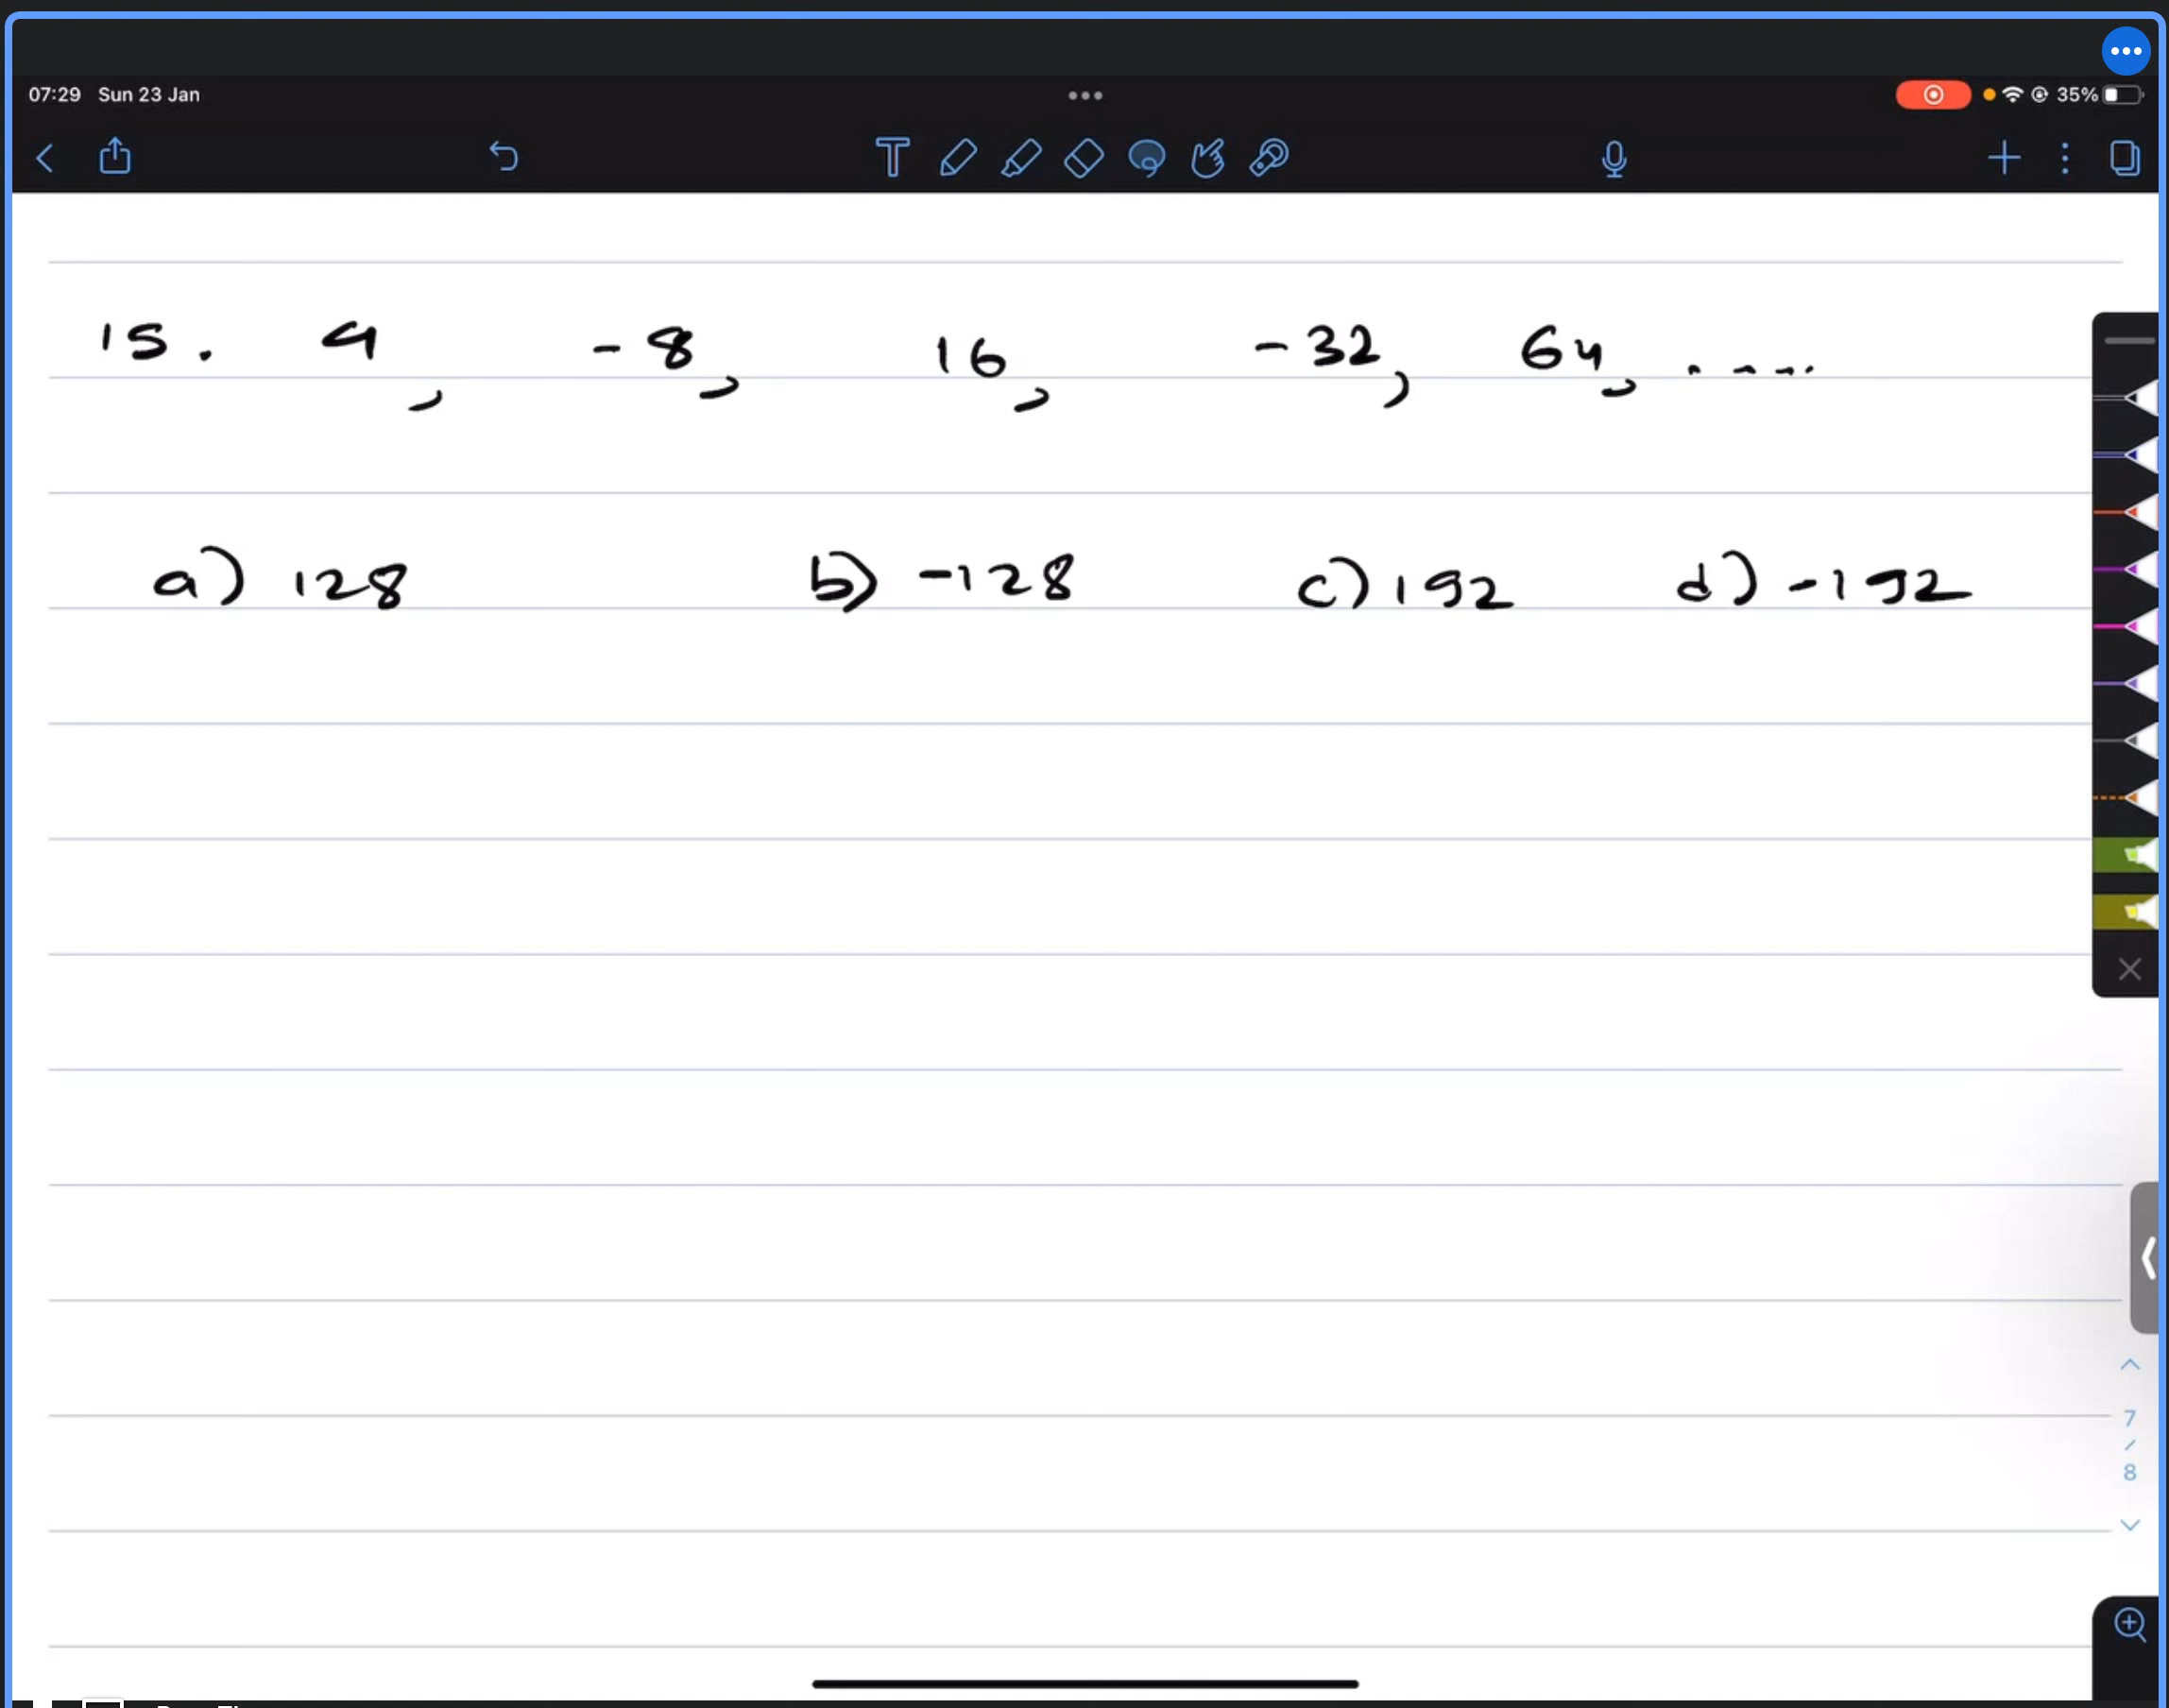 07:29 Sun 23 Jan 35%
15. 4, -8, 16, -32, 64, .....
a) 128 b) -128 c) 192 d) -192
7
/
8